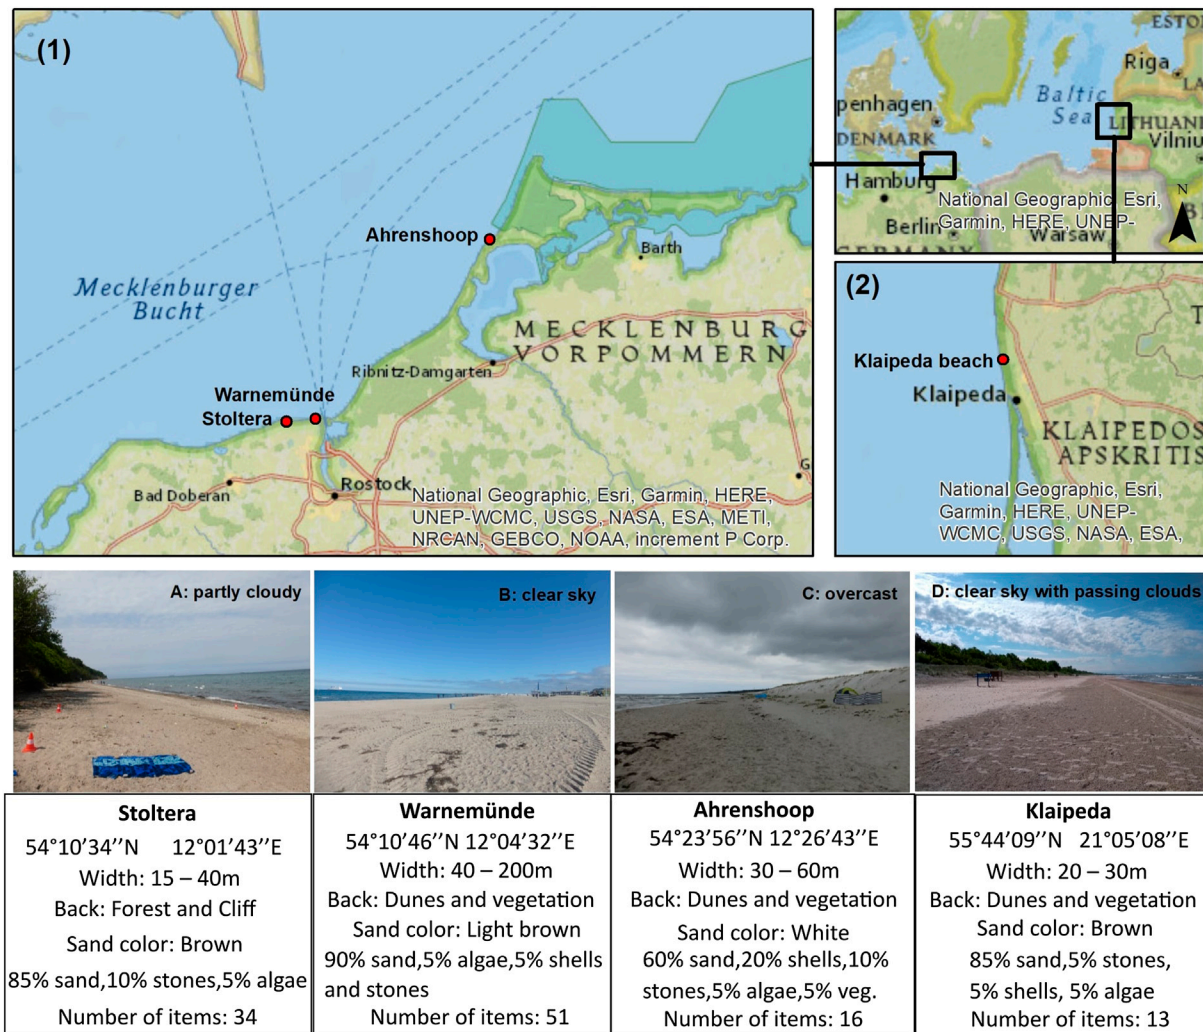 (1)
Ahrenshoop
Barth
Mecklenburger
Bucht
MECKLENBURG
VORPOMMERN
Ribnitz-Damgarten
Warnemünde
Stoltera
Bad Doberan
Rostock
G
National Geographic, Esri, Garmin, HERE,
UNEP-WCMC, USGS, NASA, ESA, METI,
NRCAN, GEBCO, NOAA, increment P Corp.
ESTO
Riga
LA
Baltic
Sea
penhagen
DENMARK
LITHUANI
Vilniu
Hamburg
N
National Geographic, Esri,
Garmin, HERE, UNEP-
Berlin
Warsaw
B
GERMANY
(2)
T
Klaipeda beach
Klaipeda
KLAIPEDOS
APSKRITIS
National Geographic, Esri,
Garmin, HERE, UNEP-
WCMC, USGS, NASA, ESA,
A: partly cloudy
B: clear sky
C: overcast
D: clear sky with passing clouds
Stoltera
54°10’34’’N 12°01’43’’E
Width: 15 – 40m
Back: Forest and Cliff
Sand color: Brown
85% sand,10% stones,5% algae
Number of items: 34
Warnemünde
54°10’46’’N 12°04’32’’E
Width: 40 – 200m
Back: Dunes and vegetation
Sand color: Light brown
90% sand,5% algae,5% shells
and stones
Number of items: 51
Ahrenshoop
54°23’56’’N 12°26’43’’E
Width: 30 – 60m
Back: Dunes and vegetation
Sand color: White
60% sand,20% shells,10%
stones,5% algae,5% veg.
Number of items: 16
Klaipeda
55°44’09’’N 21°05’08’’E
Width: 20 – 30m
Back: Dunes and vegetation
Sand color: Brown
85% sand,5% stones,
5% shells, 5% algae
Number of items: 13